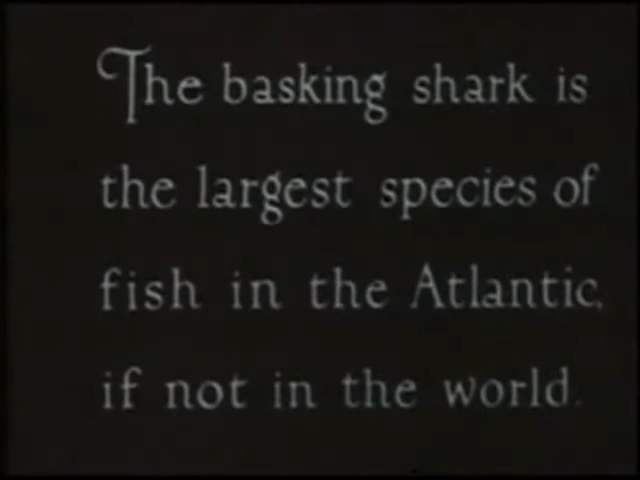 The basking shark is
the largest species of
fish in the Atlantic,
if not in the world.